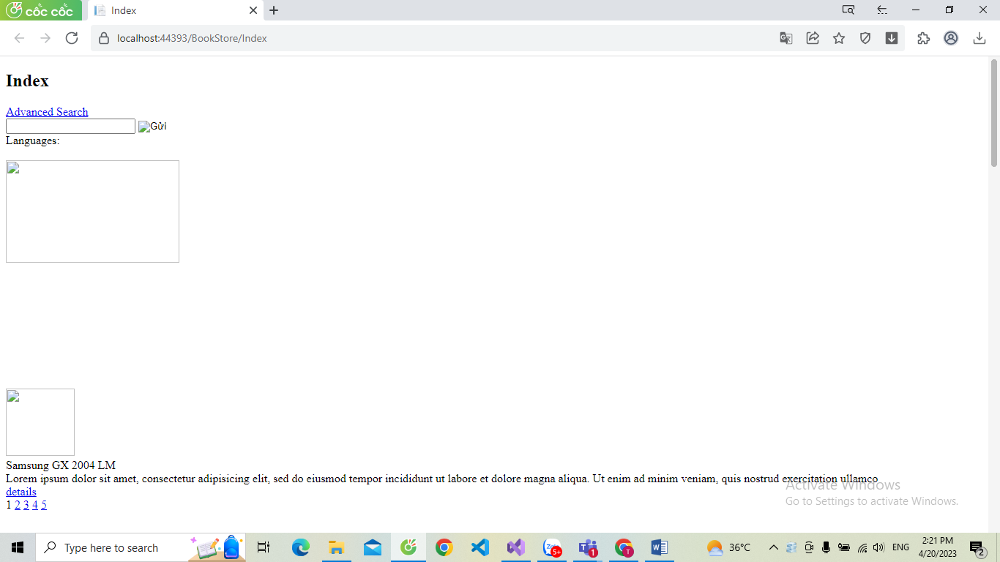 cốc cốc
Index
localhost:44393/BookStore/Index
Index
Advanced Search
Gửi
Languages:
Samsung GX 2004 LM
Lorem ipsum dolor sit amet, consectetur adipisicing elit, sed do eiusmod tempor incididunt ut labore et dolore magna aliqua. Ut enim ad minim veniam, quis nostrud exercitation ullamco
details
1 2 3 4 5
Activate Windows
Go to Settings to activate Windows.
Type here to search
5+
1
T
36°C
ENG
2:21 PM
4/20/2023
2